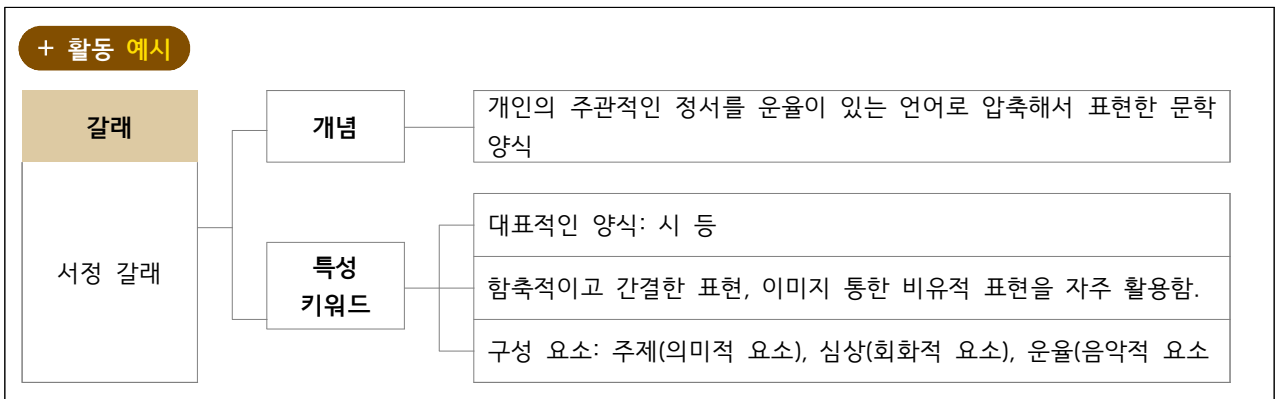 + 활동 예시
갈래
개념
개인의 주관적인 정서를 운율이 있는 언어로 압축해서 표현한 문학
양식
서정 갈래
특성
키워드
대표적인 양식: 시 등
함축적이고 간결한 표현, 이미지 통한 비유적 표현을 자주 활용함.
구성 요소: 주제(의미적 요소), 심상(회화적 요소), 운율(음악적 요소